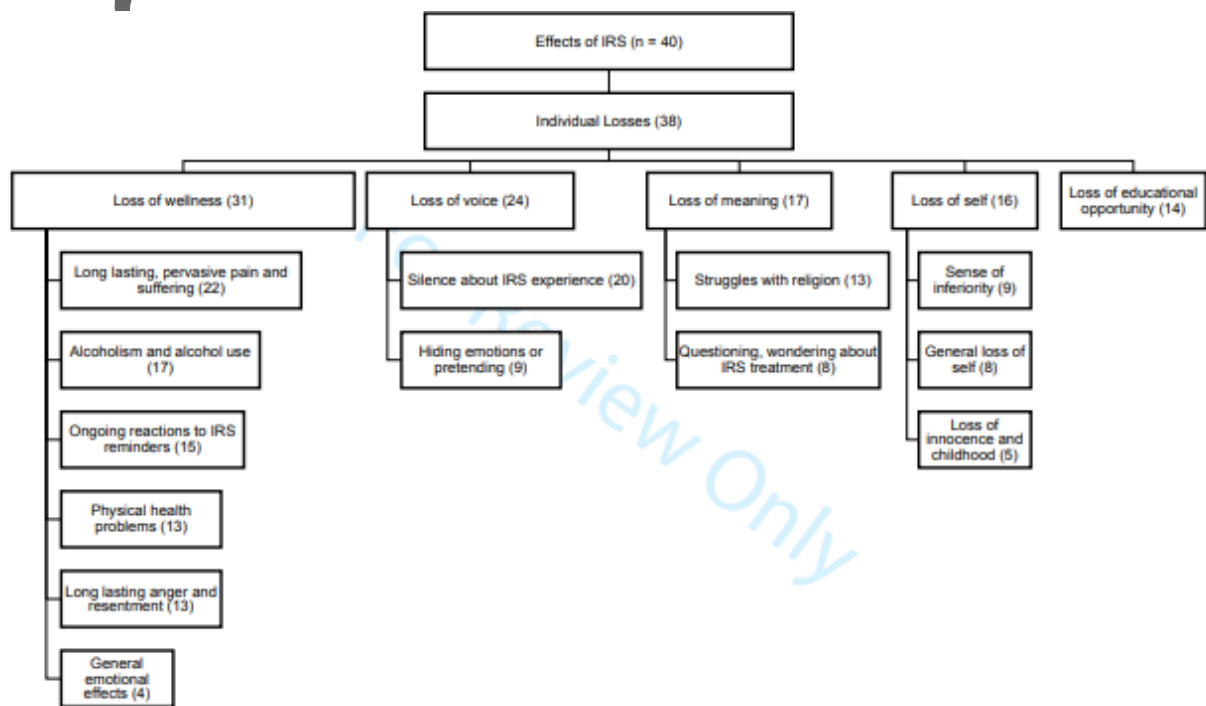 Effects of IRS (n = 40)
Individual Losses (38)
Loss of wellness (31)
Long lasting, pervasive pain and
suffering (22)
Alcoholism and alcohol use
(17)
Ongoing reactions to IRS
reminders (15)
Physical health
problems (13)
Long lasting anger and
resentment (13)
General
emotional
effects (4)
Loss of voice (24)
Silence about IRS experience (20)
Hiding emotions or
pretending (9)
Loss of meaning (17)
Struggles with religion (13)
Questioning, wondering about
IRS treatment (8)
Loss of self (16)
Sense of
inferiority (9)
General loss of
self (8)
Loss of
innocence and
childhood (5)
Loss of educational
opportunity (14)
Review Only